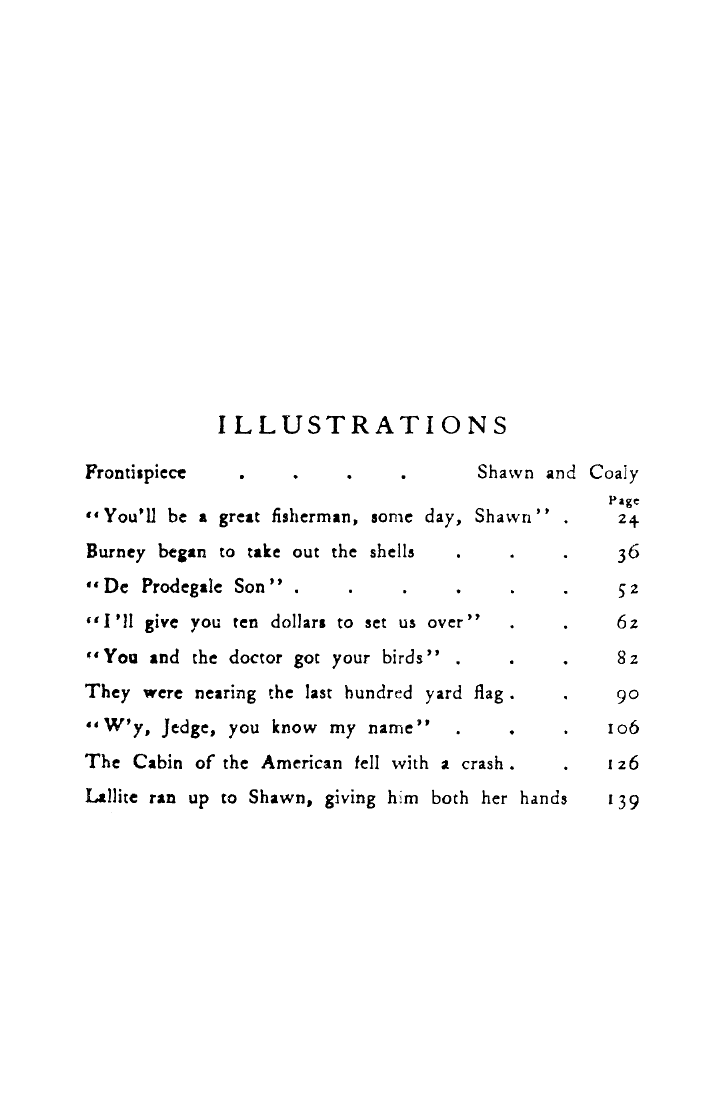 ILLUSTRATIONS
Frontispiece . . . . Shawn and Coaly
Page
“You’ll be a great fisherman, some day, Shawn” . 24
Burney began to take out the shells . . . 36
“De Prodegale Son” . . . . . . 52
“I’ll give you ten dollars to set us over” . . 62
“You and the doctor got your birds” . . . 82
They were nearing the last hundred yard flag . . 90
“W’y, Jedge, you know my name” . . . 106
The Cabin of the American fell with a crash . . 126
Lallite ran up to Shawn, giving him both her hands 139